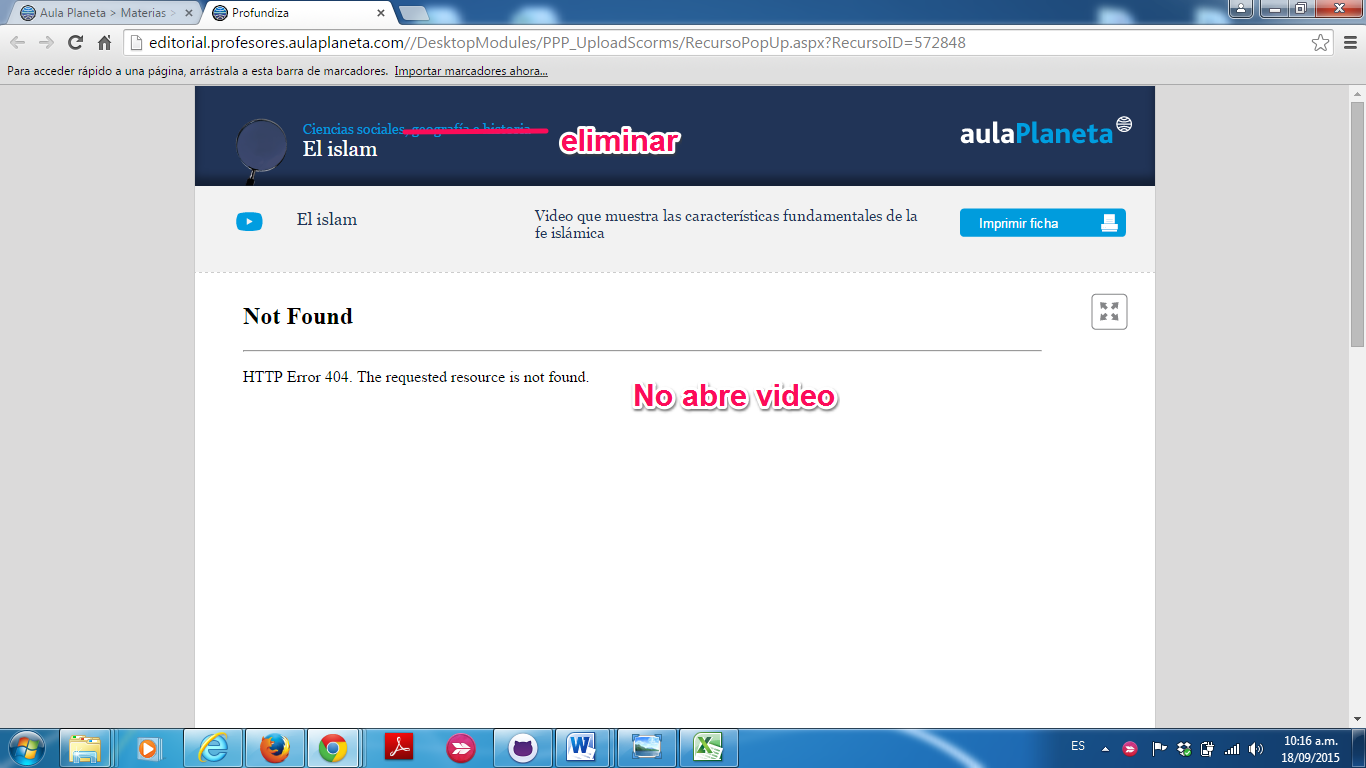 Aula Planeta > Materias >
Profundiza
editorial.profesores.aulaplaneta.com//DesktopModules/PPP_UploadScorms/RecursoPopUp.aspx?RecursoID=572848
Para acceder rápido a una página, arrástrala a esta barra de marcadores. Importar marcadores ahora...
Ciencias sociales, geografía e historia
eliminar
El islam
aulaPlaneta
El islam
Video que muestra las características fundamentales de la
fe islámica
Imprimir ficha
Not Found
HTTP Error 404. The requested resource is not found.
No abre video
ES
10:16 a.m.
18/09/2015